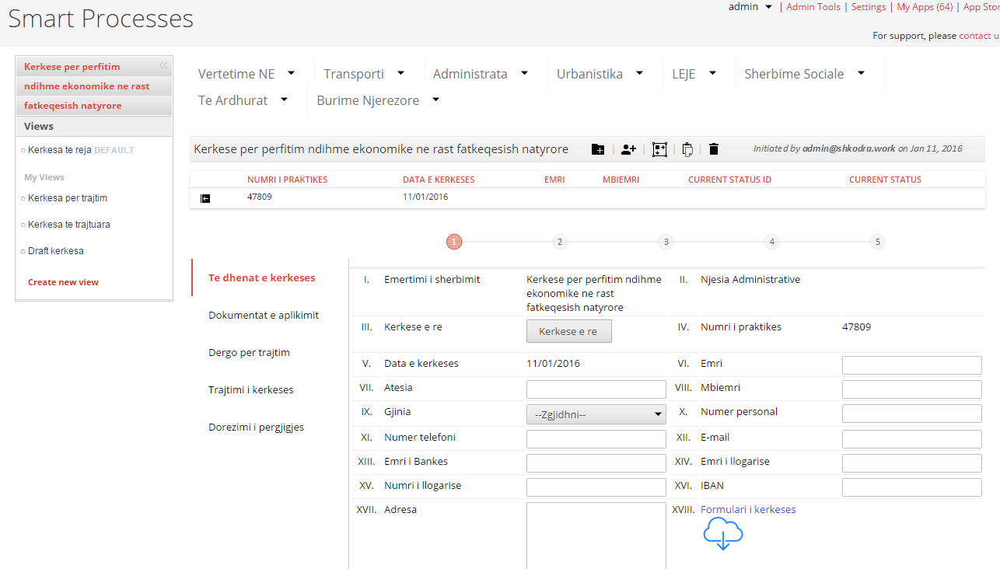 Smart Processes
admin | Admin Tools | Settings | My Apps (64) | App Stor
For support, please contact u
Kerkese per perfitim
ndihme ekonomike ne rast
fatkeqesish natyrore
Views
Kerkesa te reja DEFAULT
My Views
Kerkesa per trajtim
Kerkesa te trajtuara
Draft kerkesa
Create new view
Vertetime NE Transporti Administrata Urbanistika LEJE Sherbime Sociale
Te Ardhurat Burime Njerezore
Kerkese per perfitim ndihme ekonomike ne rast fatkeqesish natyrore Initiated by admin@shkodra.work on Jan 11, 2016
NUMRI I PRAKTIKES DATA E KERKESES EMRI MBIEMRI CURRENT STATUS ID CURRENT STATUS
47809 11/01/2016
1 2 3 4 5
Te dhenat e kerkeses
Dokumentat e aplikimit
Dergo per trajtim
Trajtimi i kerkeses
Dorezimi i pergjigjes
I. Emertimi i sherbimit Kerkese per perfitim ndihme II. Njesia Administrative
ekonomike ne rast
fatkeqesish natyrore
III. Kerkese e re Kerkese e re IV. Numri i praktikes 47809
V. Data e kerkeses 11/01/2016 VI. Emri
VII. Atesia VIII. Mbiemri
IX. Gjinia --Zgjidhni-- X. Numer personal
XI. Numer telefoni XII. E-mail
XIII. Emri i Bankes XIV. Emri i llogarise
XV. Numri i llogarise XVI. IBAN
XVII. Adresa XVIII. Formulari i kerkeses